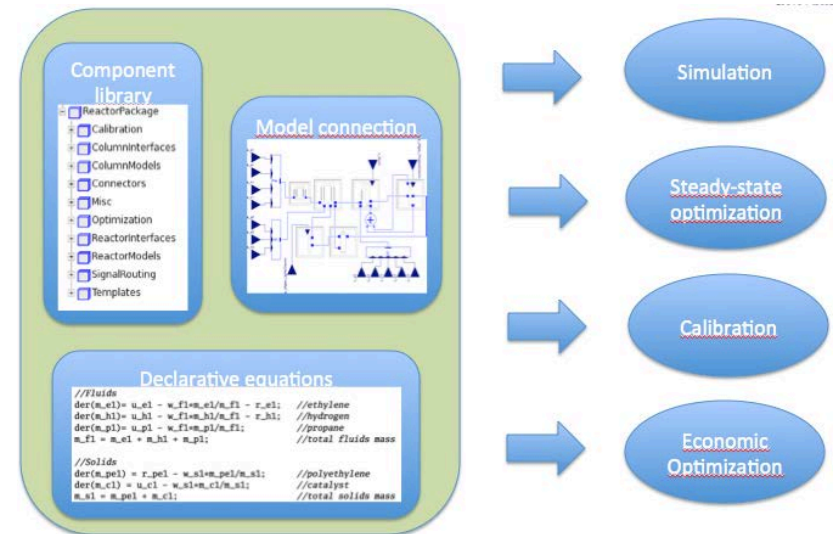 Component
library
ReactorPackage
Calibration
ColumnInterfaces
ColumnModels
Connectors
Misc
Optimization
ReactorInterfaces
ReactorModels
SignalRouting
Templates
Model connection
Declarative equations
//Fluids
der(m_e1)= u_e1 - w_f1*m_e1/m_f1 - r_e1; //ethylene
der(m_h1)= u_h1 - w_f1*m_h1/m_f1 - r_h1; //hydrogen
der(m_p1)= u_p1 - w_f1*m_p1/m_f1; //propane
m_f1 = m_e1 + m_h1 + m_p1; //total fluids mass
//Solids
der(m_pe1) = r_pe1 - w_s1*m_pe1/m_s1; //polyethylene
der(m_c1) = u_c1 - w_s1*m_c1/m_s1; //catalyst
m_s1 = m_pe1 + m_c1; //total solids mass
Simulation
Steady-state
optimization
Calibration
Economic
Optimization